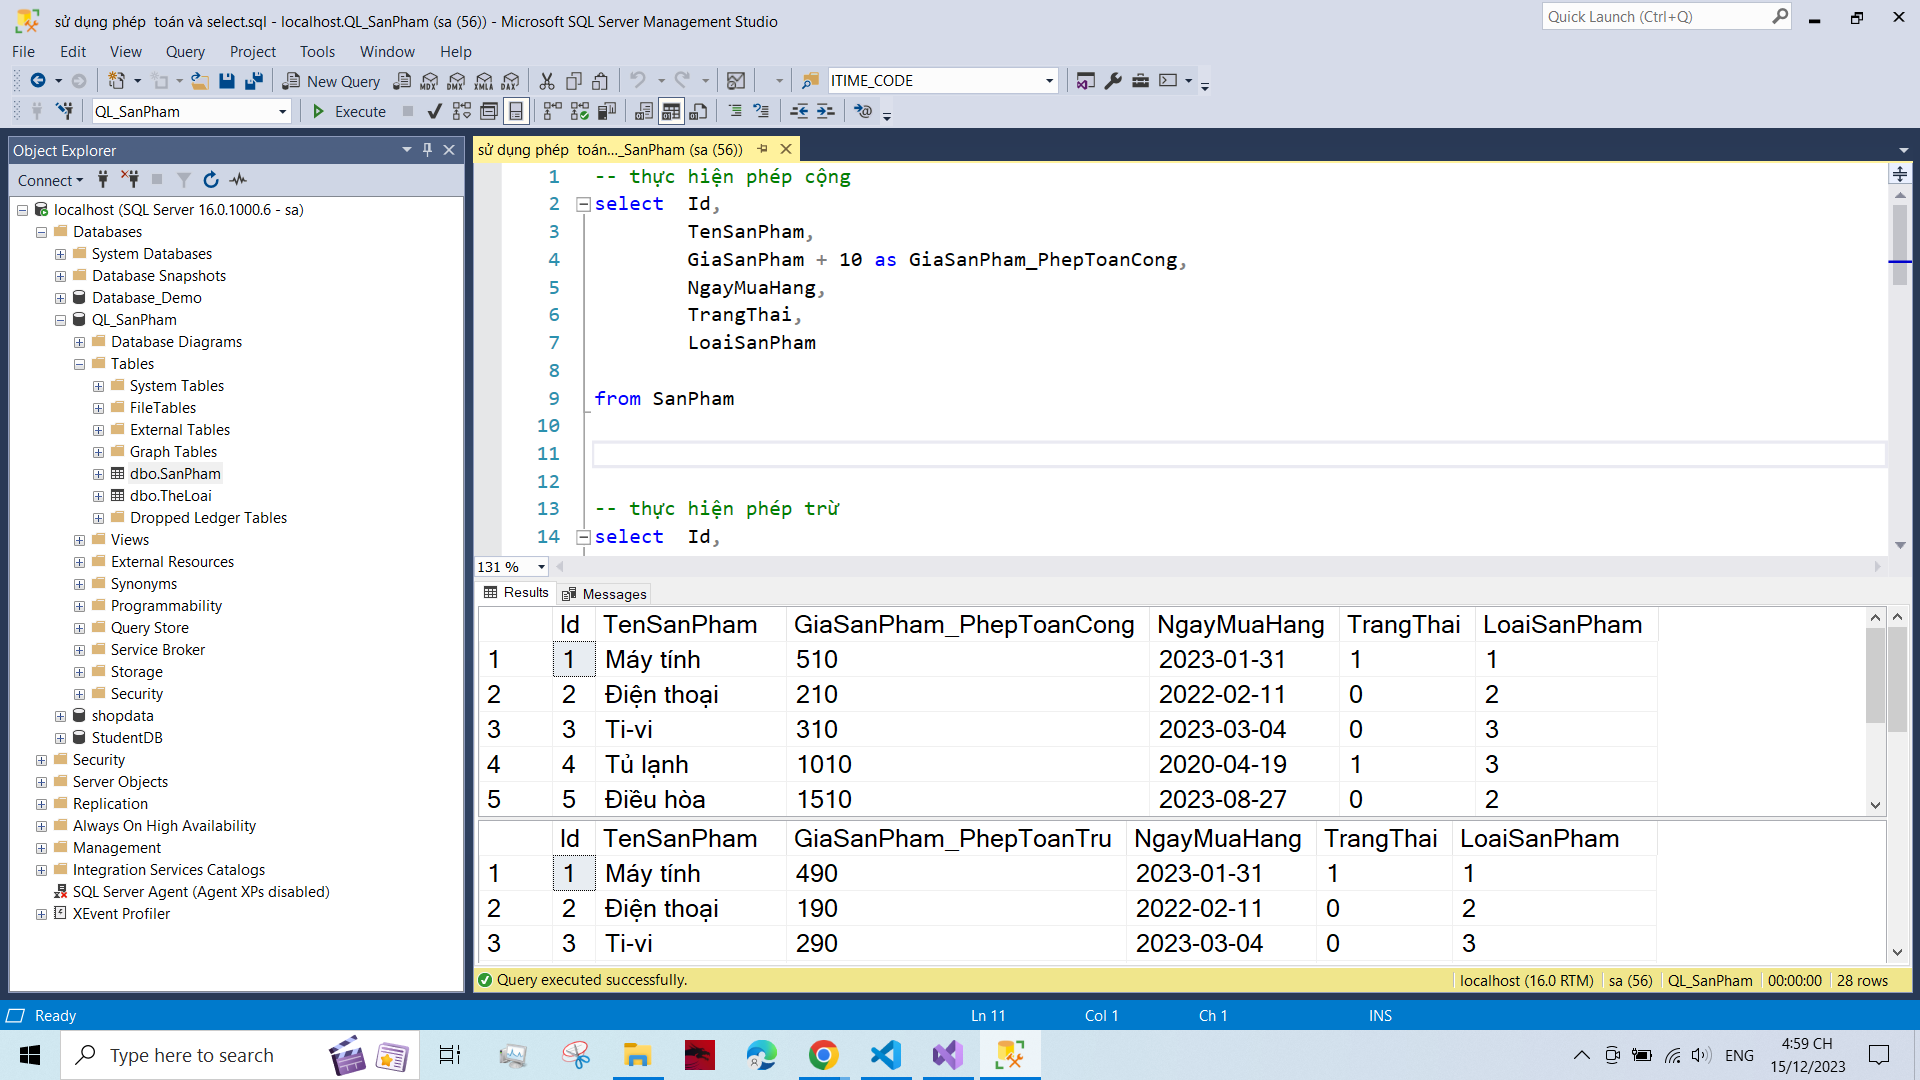 sử dụng phép  toán và select.sql - localhost.QL_SanPham (sa (56)) - Microsoft SQL Server Management Studio
Quick Launch (Ctrl+Q)
File Edit View Query Project Tools Window Help
New Query MDX DMX XMLA DAX ITIME_CODE
QL_SanPham Execute
Object Explorer
Connect
localhost (SQL Server 16.0.1000.6 - sa)
Databases
System Databases
Database Snapshots
Database_Demo
QL_SanPham
Database Diagrams
Tables
System Tables
FileTables
External Tables
Graph Tables
dbo.SanPham
dbo.TheLoai
Dropped Ledger Tables
Views
External Resources
Synonyms
Programmability
Query Store
Service Broker
Storage
Security
shopdata
StudentDB
Security
Server Objects
Replication
Always On High Availability
Management
Integration Services Catalogs
SQL Server Agent (Agent XPs disabled)
XEvent Profiler
sử dụng phép  toán..._SanPham (sa (56))
1 -- thực hiện phép cộng
2 select  Id,
3 TenSanPham,
4 GiaSanPham + 10 as GiaSanPham_PhepToanCong,
5 NgayMuaHang,
6 TrangThai,
7 LoaiSanPham
8
9 from SanPham
10
11
12
13 -- thực hiện phép trừ
14 select  Id,
131 %
Results Messages
Id TenSanPham GiaSanPham_PhepToanCong NgayMuaHang TrangThai LoaiSanPham
1 1 Máy tính 510 2023-01-31 1 1
2 2 Điện thoại 210 2022-02-11 0 2
3 3 Ti-vi 310 2023-03-04 0 3
4 4 Tủ lạnh 1010 2020-04-19 1 3
5 5 Điều hòa 1510 2023-08-27 0 2
Id TenSanPham GiaSanPham_PhepToanTru NgayMuaHang TrangThai LoaiSanPham
1 1 Máy tính 490 2023-01-31 1 1
2 2 Điện thoại 190 2022-02-11 0 2
3 3 Ti-vi 290 2023-03-04 0 3
Query executed successfully. localhost (16.0 RTM) sa (56) QL_SanPham 00:00:00 28 rows
Ready Ln 11 Col 1 Ch 1 INS
Type here to search
ENG
4:59 CH
15/12/2023